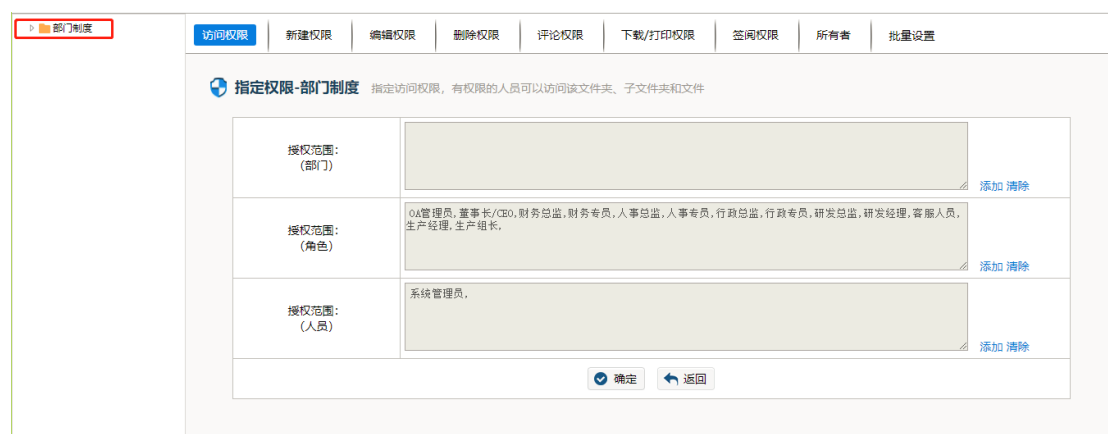 部门制度
访问权限 新建权限 编辑权限 删除权限 评论权限 下载/打印权限 签阅权限 所有者 批量设置
指定权限-部门制度 指定访问权限，有权限的人员可以访问该文件夹、子文件夹和文件
授权范围:
(部门)
添加 清除
授权范围:
(角色)
OA管理员,董事长/CEO,财务总监,财务专员,人事总监,人事专员,行政总监,行政专员,研发总监,研发经理,客服人员,
生产经理,生产组长,
添加 清除
授权范围:
(人员)
系统管理员,
添加 清除
确定 返回